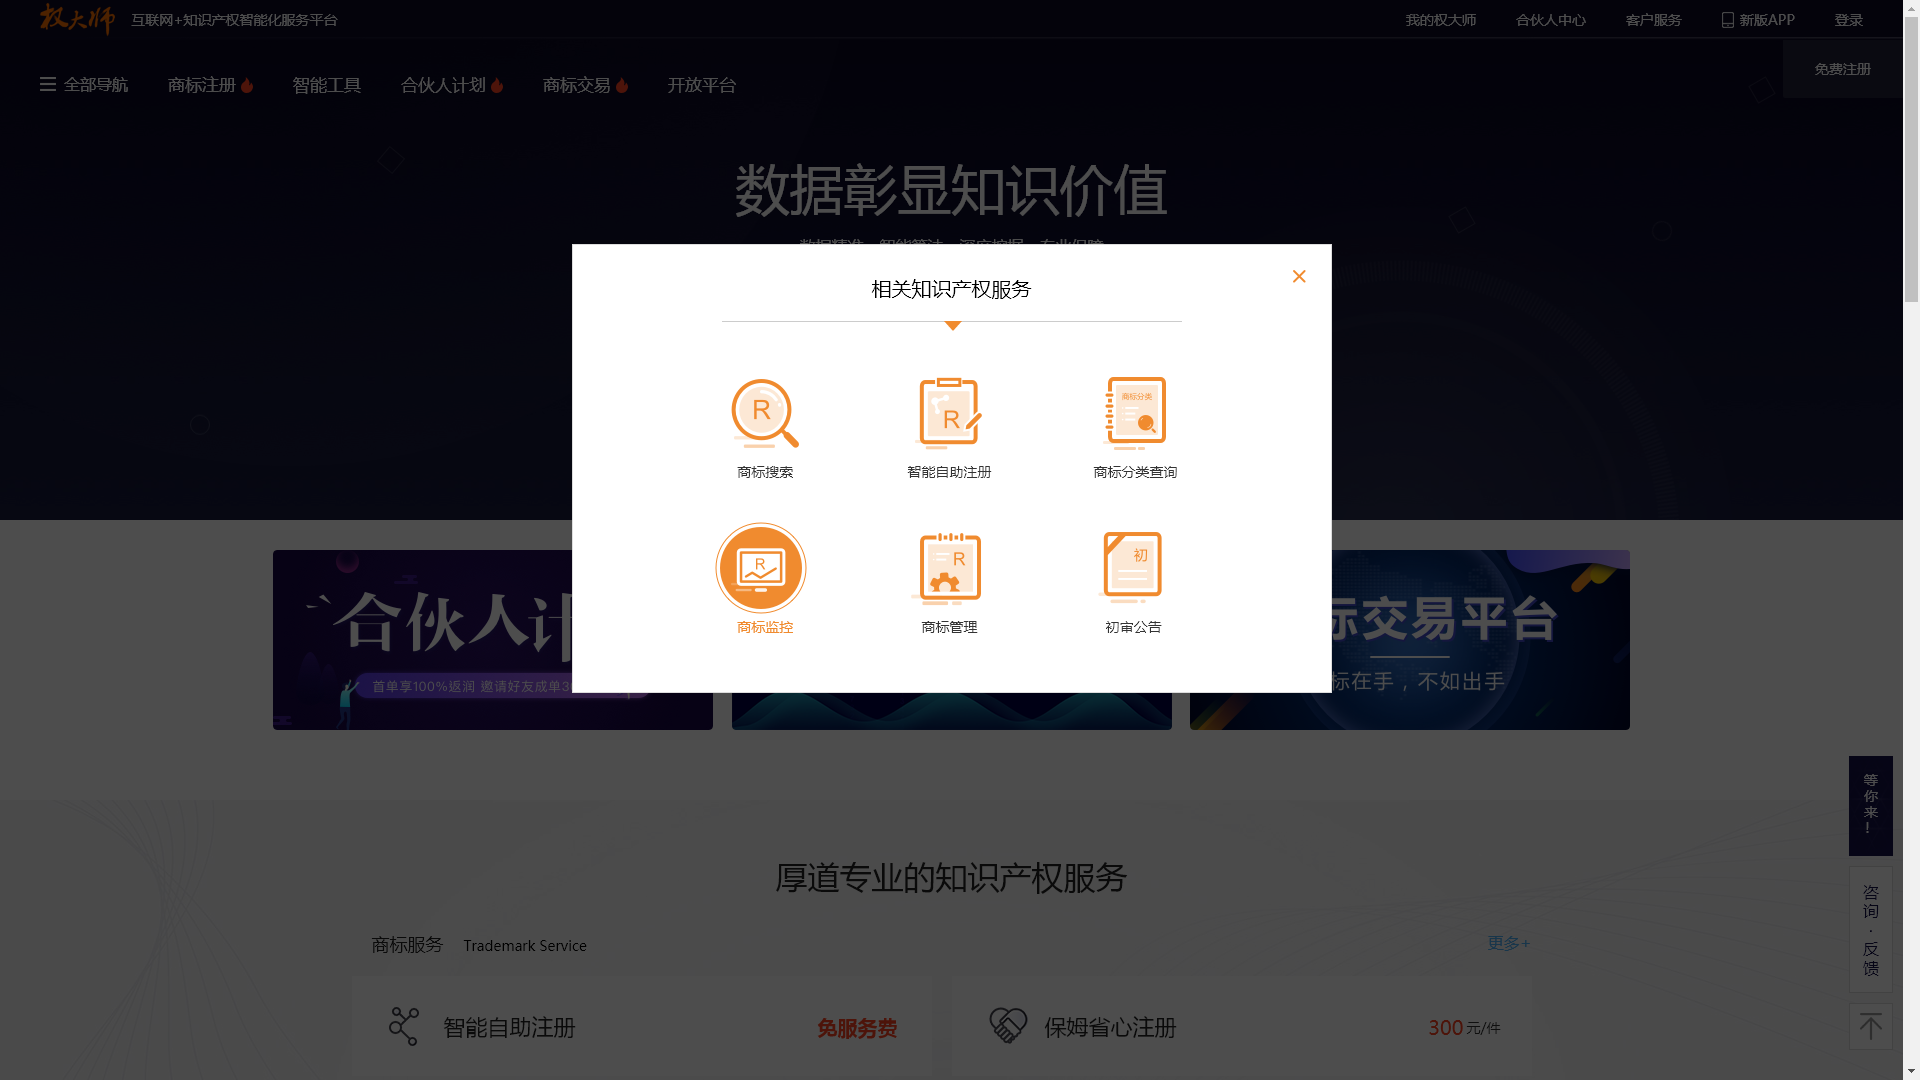 权大师 互联网+知识产权智能化服务平台 我的权大师 合伙人中心 客户服务 新版APP 登录
全部导航 商标注册 智能工具 合伙人计划 商标交易 开放平台 免费注册
数据彰显知识价值
相关知识产权服务
R R 商标分类
商标搜索 智能自助注册 商标分类查询
R R 初
商标监控 商标管理 初审公告
合伙人计
首单享100%返润 邀请好友成单3
标交易平台
标在手，不如出手
等你来！
咨询·反馈
厚道专业的知识产权服务
商标服务 Trademark Service 更多+
智能自助注册 免服务费 保姆省心注册 300元/件